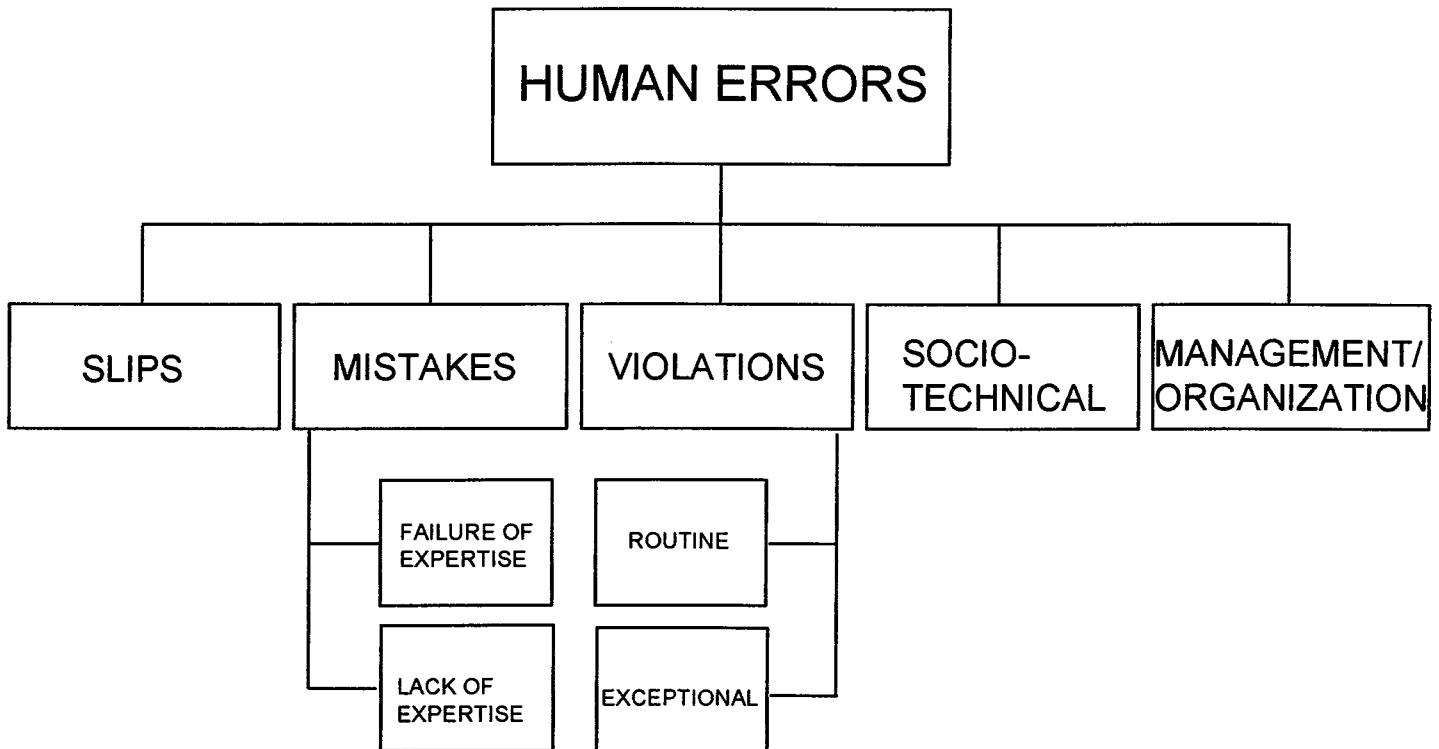 HUMAN ERRORS
SLIPS
MISTAKES
VIOLATIONS
SOCIO-
TECHNICAL
MANAGEMENT/
ORGANIZATION
FAILURE OF
EXPERTISE
LACK OF
EXPERTISE
ROUTINE
EXCEPTIONAL